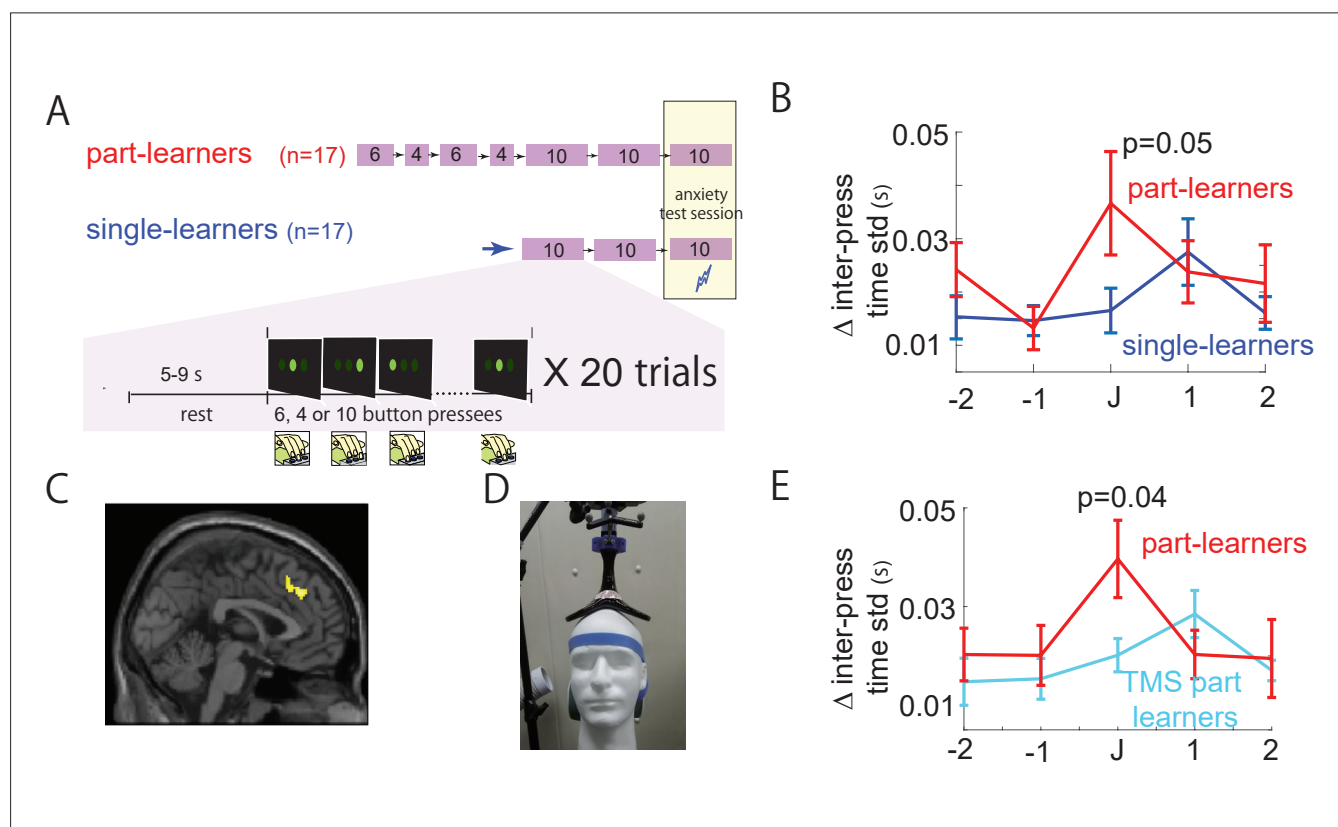 A
part-learners (n=17) 6 4 6 4 10 10 10
anxiety
test session
single-learners (n=17)
10 10 10
5-9 s
rest
6, 4 or 10 button pressees
X 20 trials
B
Δ inter-press
time std (s)
0.05
0.03
0.01
p=0.05
part-learners
single-learners
-2 -1 J 1 2
C
D
E
Δ inter-press
time std (s)
0.05
0.03
0.01
p=0.04
part-learners
TMS part
learners
-2 -1 J 1 2